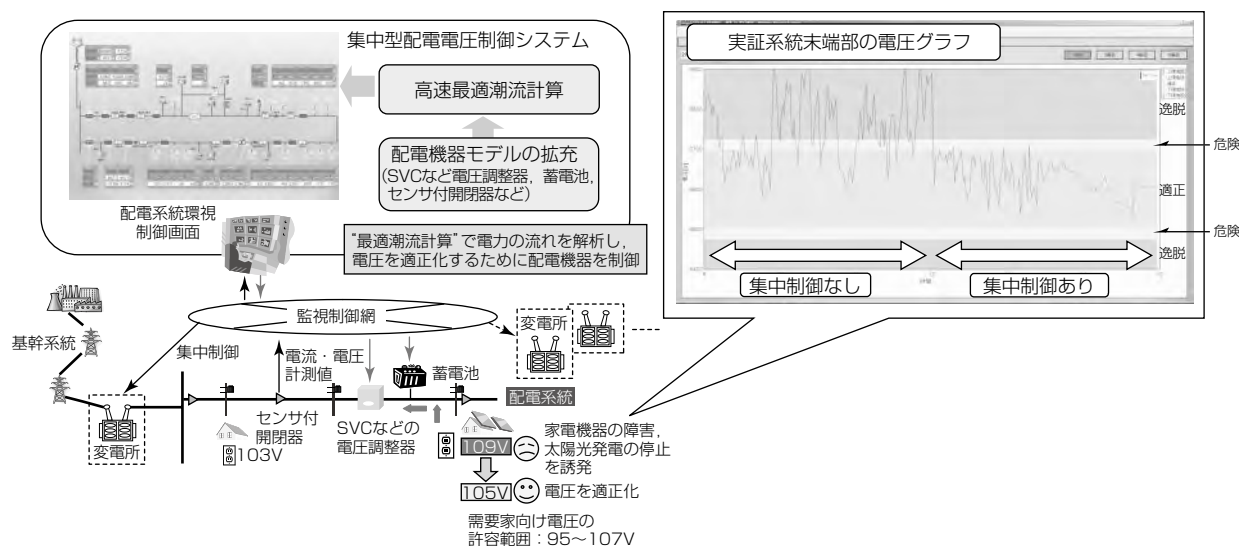 集中型配電電圧制御システム
高速最適潮流計算
配電機器モデルの拡充
(SVCなど電圧調整器，蓄電池，
センサ付開閉器など)
配電系統環視
制御画面
“最適潮流計算”で電力の流れを解析し，
電圧を適正化するために配電機器を制御
実証系統末端部の電圧グラフ
逸脱
危険
適正
危険
逸脱
集中制御なし
集中制御あり
監視制御網
変電所
基幹系統
集中制御
電流・電圧
計測値
蓄電池
配電系統
変電所
センサ付
開閉器
103V
SVCなどの
電圧調整器
109V
家電機器の障害，
太陽光発電の停止
を誘発
105V
電圧を適正化
需要家向け電圧の
許容範囲：95～107V